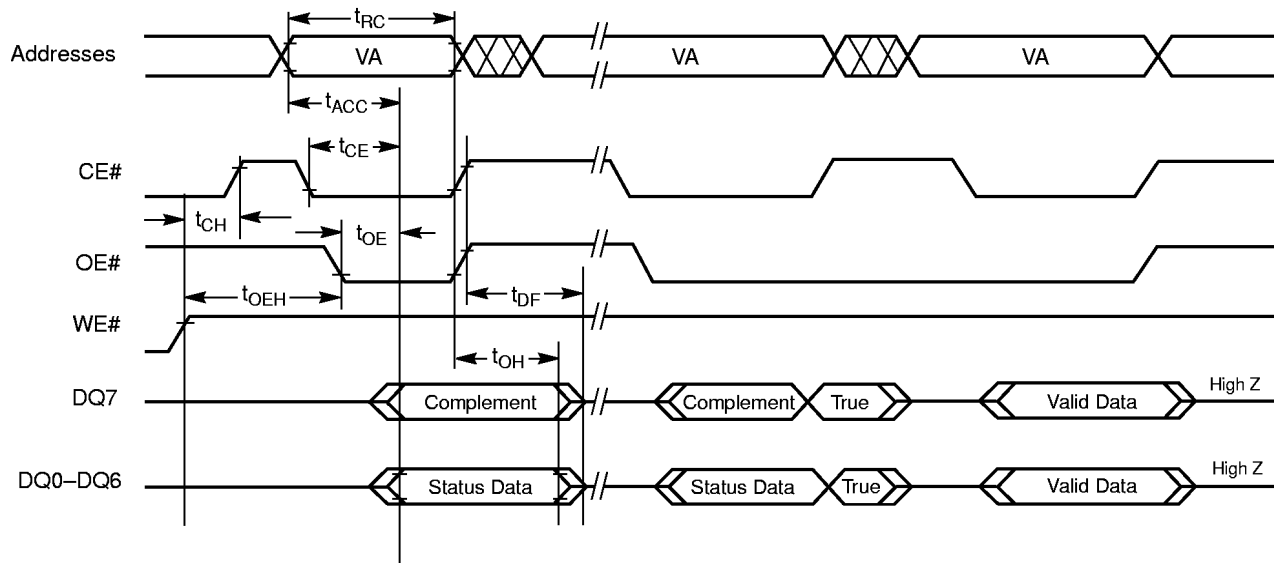 tRC
Addresses VA VA VA
tACC
CE# tCE
tCH tOE
OE#
tOEH tDF
WE#
tOH
DQ7 Complement Complement True Valid Data High Z
DQ0–DQ6 Status Data Status Data True Valid Data High Z